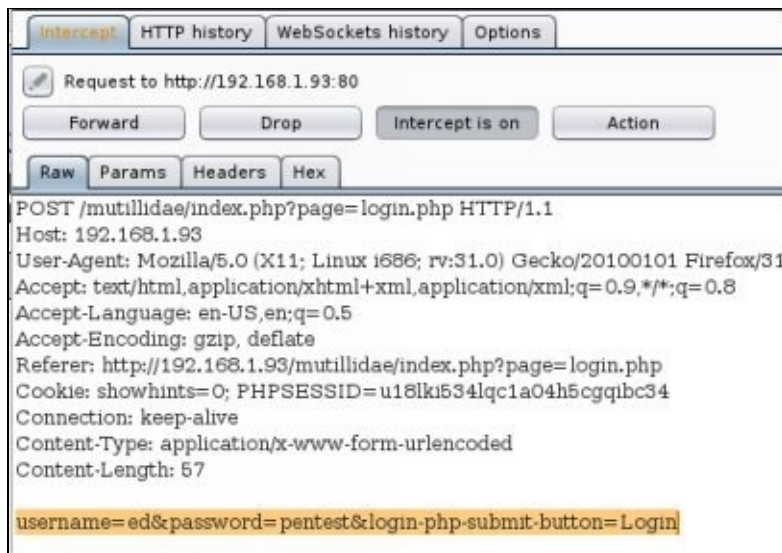 Intercept HTTP history WebSockets history Options
Request to http://192.168.1.93:80
Forward Drop Intercept is on Action
Raw Params Headers Hex
POST /mutillidae/index.php?page=login.php HTTP/1.1
Host: 192.168.1.93
User-Agent: Mozilla/5.0 (X11; Linux i686; rv:31.0) Gecko/20100101 Firefox/31
Accept: text/html,application/xhtml+xml,application/xml;q=0.9,*/*;q=0.8
Accept-Language: en-US,en;q=0.5
Accept-Encoding: gzip, deflate
Referer: http://192.168.1.93/mutillidae/index.php?page=login.php
Cookie: showhints=0; PHPSESSID=u18lki534lqc1a04h5cgqibc34
Connection: keep-alive
Content-Type: application/x-www-form-urlencoded
Content-Length: 57
username=ed&password=pentest&login-php-submit-button=Login